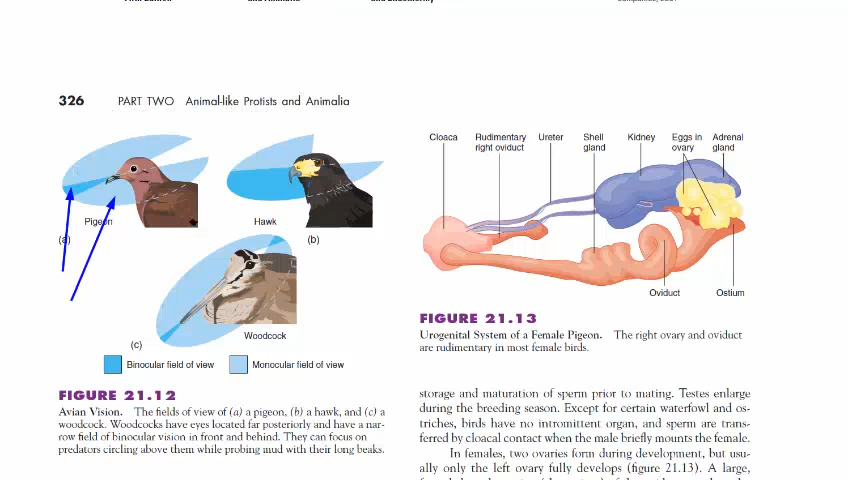 326 PART TWO Animal-like Protists and Animalia
Pigeon
Hawk
(a)
(b)
Woodcock
(c)
Binocular field of view
Monocular field of view
FIGURE 21.12
Avian Vision. The fields of view of (a) a pigeon, (b) a hawk, and (c) a
woodcock. Woodcocks have eyes located far posteriorly and have a nar-
row field of binocular vision in front and behind. They can focus on
predators circling above them while probing mud with their long beaks.
Cloaca
Rudimentary
right oviduct
Ureter
Shell
gland
Kidney
Eggs in
ovary
Adrenal
gland
Oviduct
Ostium
FIGURE 21.13
Urogenital System of a Female Pigeon. The right ovary and oviduct
are rudimentary in most female birds.
storage and maturation of sperm prior to mating. Testes enlarge
during the breeding season. Except for certain waterfowl and os-
triches, birds have no intromittent organ, and sperm are trans-
ferred by cloacal contact when the male briefly mounts the female.
In females, two ovaries form during development, but usu-
ally only the left ovary fully develops (figure 21.13). A large,